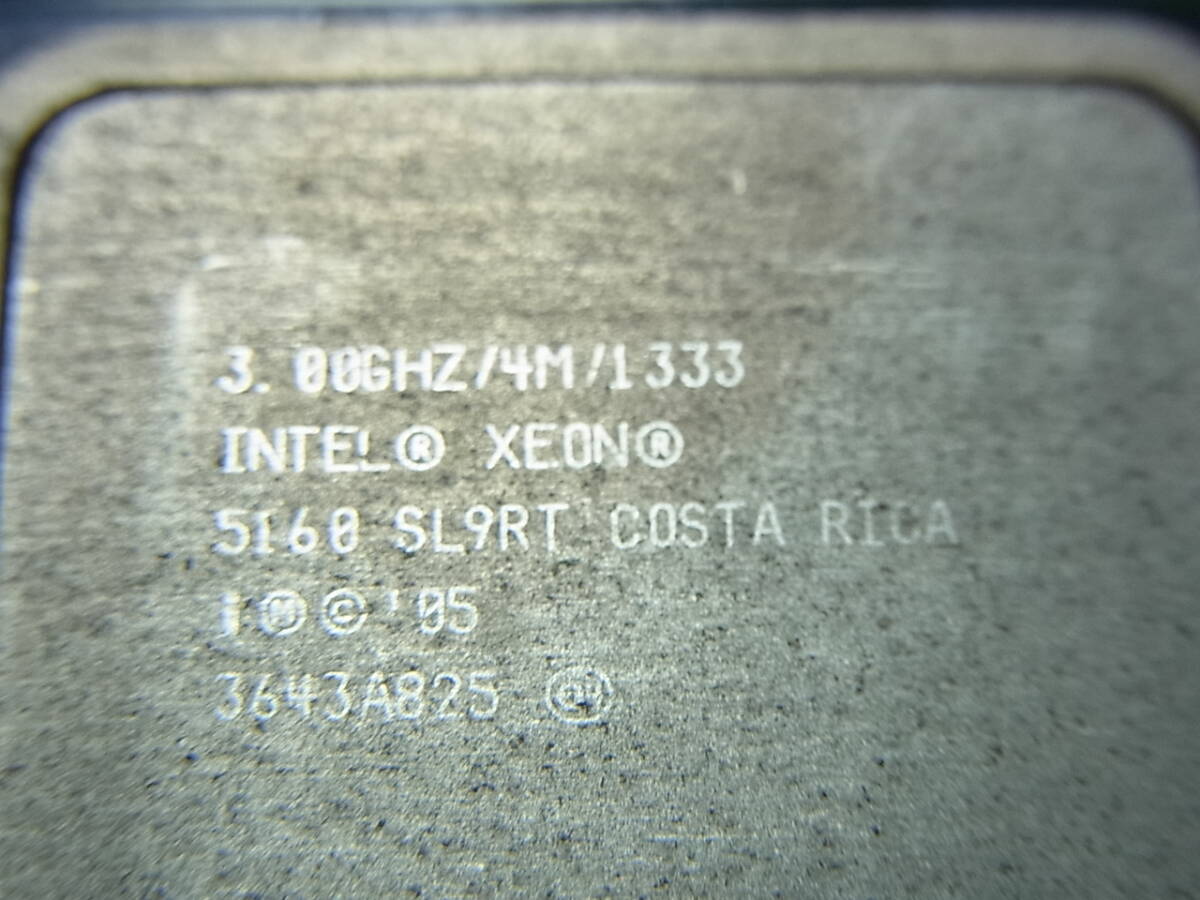 3.00GHZ/4M/1333
INTEL® XEON®
5160 SL9RT COSTA RICA
Ⓜ© '05
3643A825